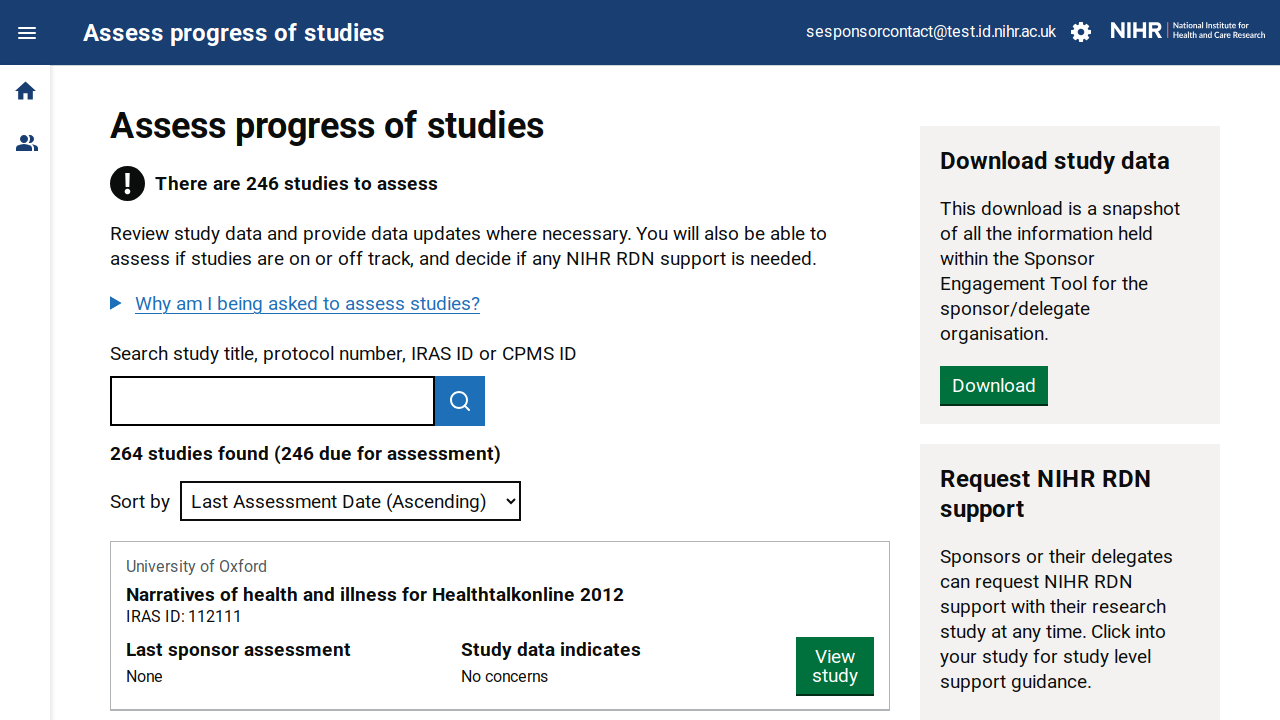 Assess progress of studies
sesponsorcontact@test.id.nihr.ac.uk
NIHR
National Institute for
Health and Care Research
Assess progress of studies
There are 246 studies to assess
Review study data and provide data updates where necessary. You will also be able to
assess if studies are on or off track, and decide if any NIHR RDN support is needed.
Why am I being asked to assess studies?
Search study title, protocol number, IRAS ID or CPMS ID
264 studies found (246 due for assessment)
Sort by
Last Assessment Date (Ascending)
University of Oxford
Narratives of health and illness for Healthtalkonline 2012
IRAS ID: 112111
Last sponsor assessment
None
Study data indicates
No concerns
View
study
Download study data
This download is a snapshot
of all the information held
within the Sponsor
Engagement Tool for the
sponsor/delegate
organisation.
Download
Request NIHR RDN
support
Sponsors or their delegates
can request NIHR RDN
support with their research
study at any time. Click into
your study for study level
support guidance.